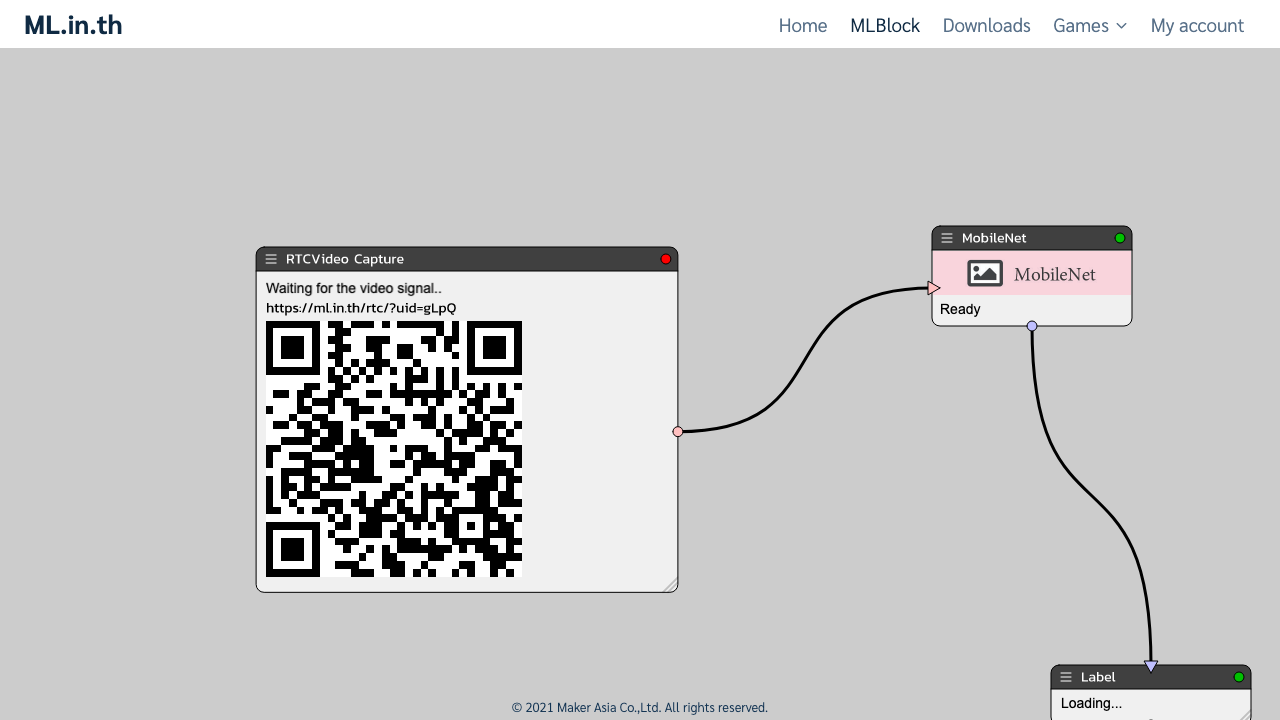 ML.in.th
Home MLBlock Downloads Games My account
MobileNet
RTCVideo Capture
MobileNet
Waiting for the video signal..
https://ml.in.th/rtc/?uid=gLpQ
Ready
Label
Loading...
© 2021 Maker Asia Co.,Ltd. All rights reserved.